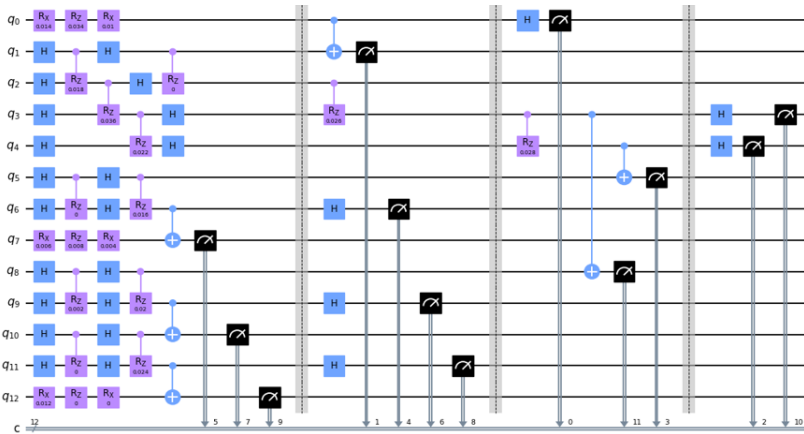 q0 RX 0.014 RZ 0.034 RX 0.01 H
q1 H H
q2 H RZ 0.018 H RZ 0 RZ 0.026
q3 H RZ 0.036 H H
q4 H RZ 0.022 H RZ 0.028 H
q5 H H
q6 H RZ 0 H RZ 0.016 H
q7 RX 0.006 RZ 0.008 RX 0.004
q8 H H
q9 H RZ 0.002 H RZ 0.02 H
q10 H H
q11 H RZ 0 H RZ 0.024 H
q12 RX 0.012 RZ 0 RX 0
c 12 5 7 9 1 4 6 8 0 11 3 2 10